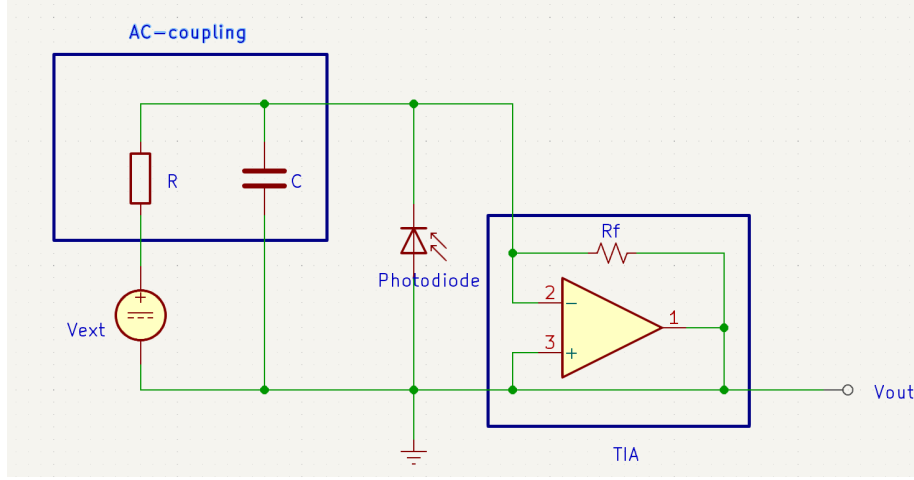 AC-coupling
R
C
Rf
Photodiode
2
1
Vext
3
Vout
TIA